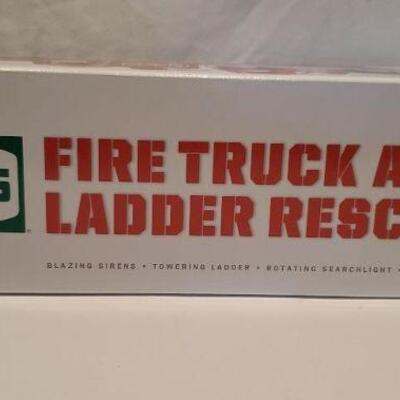 FIRE TRUCK A
LADDER RESC
BLAZING SIRENS • TOWERING LADDER • ROTATING SEARCHLIGHT •